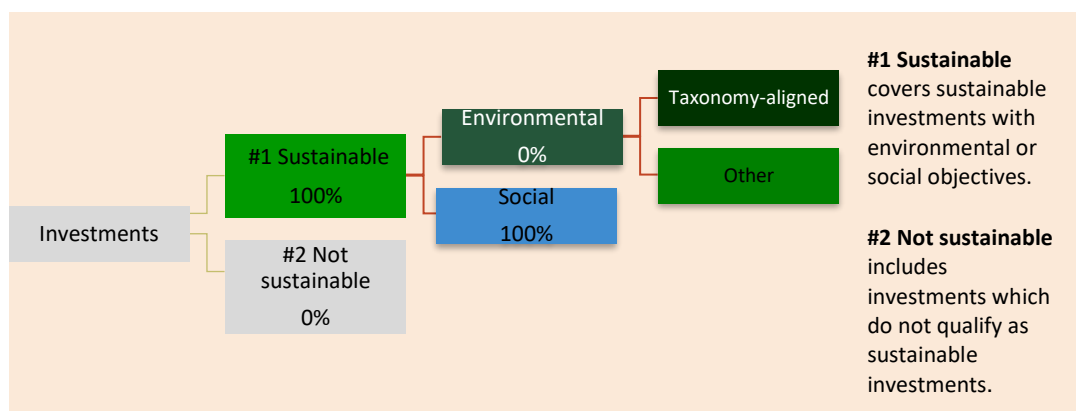 Investments
#1 Sustainable
100%
#2 Not
sustainable
0%
Environmental
0%
Social
100%
Taxonomy-aligned
Other
#1 Sustainable
covers sustainable
investments with
environmental or
social objectives.
#2 Not sustainable
includes
investments which
do not qualify as
sustainable
investments.